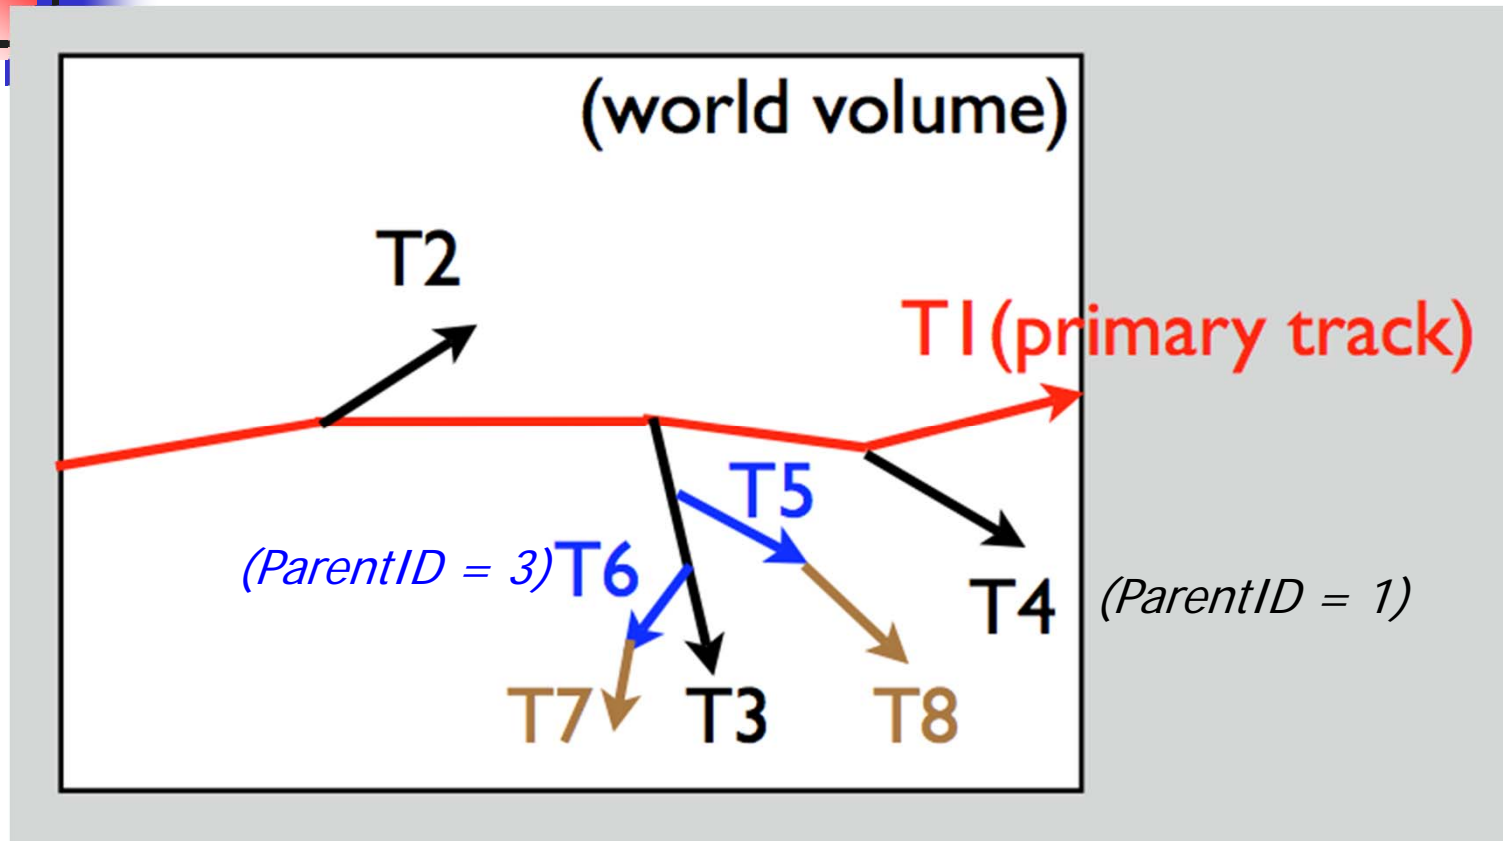 (world volume)
T2
T1(primary track)
T5
(ParentID = 3) T6
T4 (ParentID = 1)
T7 T3 T8